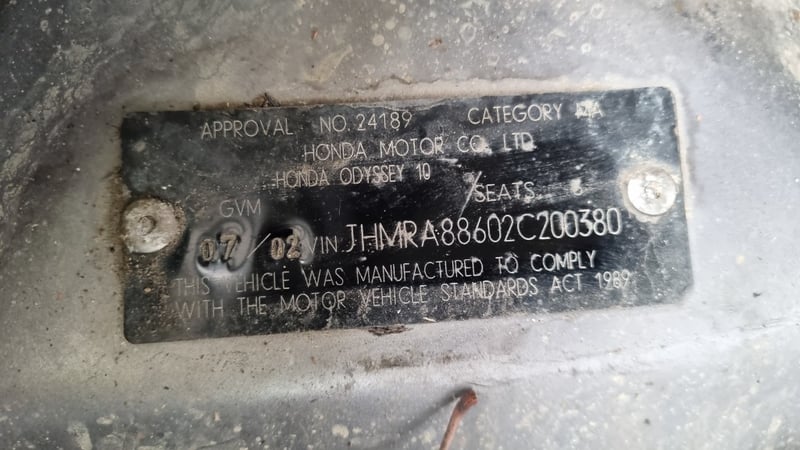 APPROVAL NO. 24189 CATEGORY
HONDA MOTOR CO. LTD.
HONDA ODYSSEY 10
/SEATS
GVM
07/02 VIN JHMRA88602C200380
THIS VEHICLE WAS MANUFACTURED TO COMPLY
WITH THE MOTOR VEHICLE STANDARDS ACT 1989.